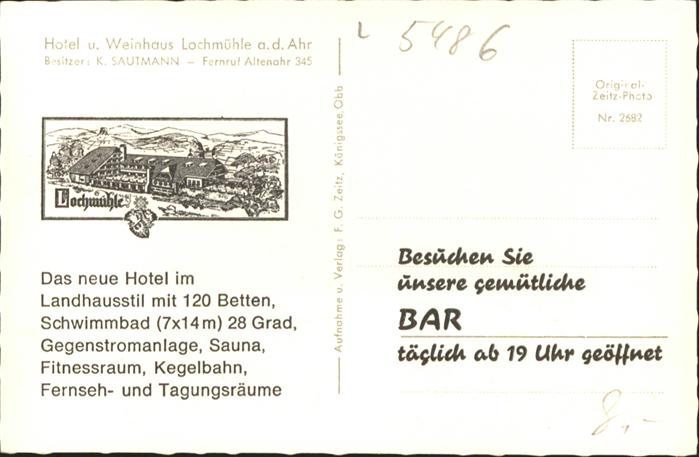 Hotel u. Weinhaus Lochmühle a. d. Ahr
Besitzer: K. SAUTMANN – Fernruf Altenahr 345
Lochmühle
Das neue Hotel im
Landhausstil mit 120 Betten,
Schwimmbad (7x14m) 28 Grad,
Gegenstromanlage, Sauna,
Fitnessraum, Kegelbahn,
Fernseh- und Tagungsräume
Aufnahme u. Verlag: F. G. Zeitz, Königssee, Obb
5486
Original-
Zeitz-Photo
Nr. 2682
Besuchen Sie
unsere gemütliche
BAR
täglich ab 19 Uhr geöffnet
8,-